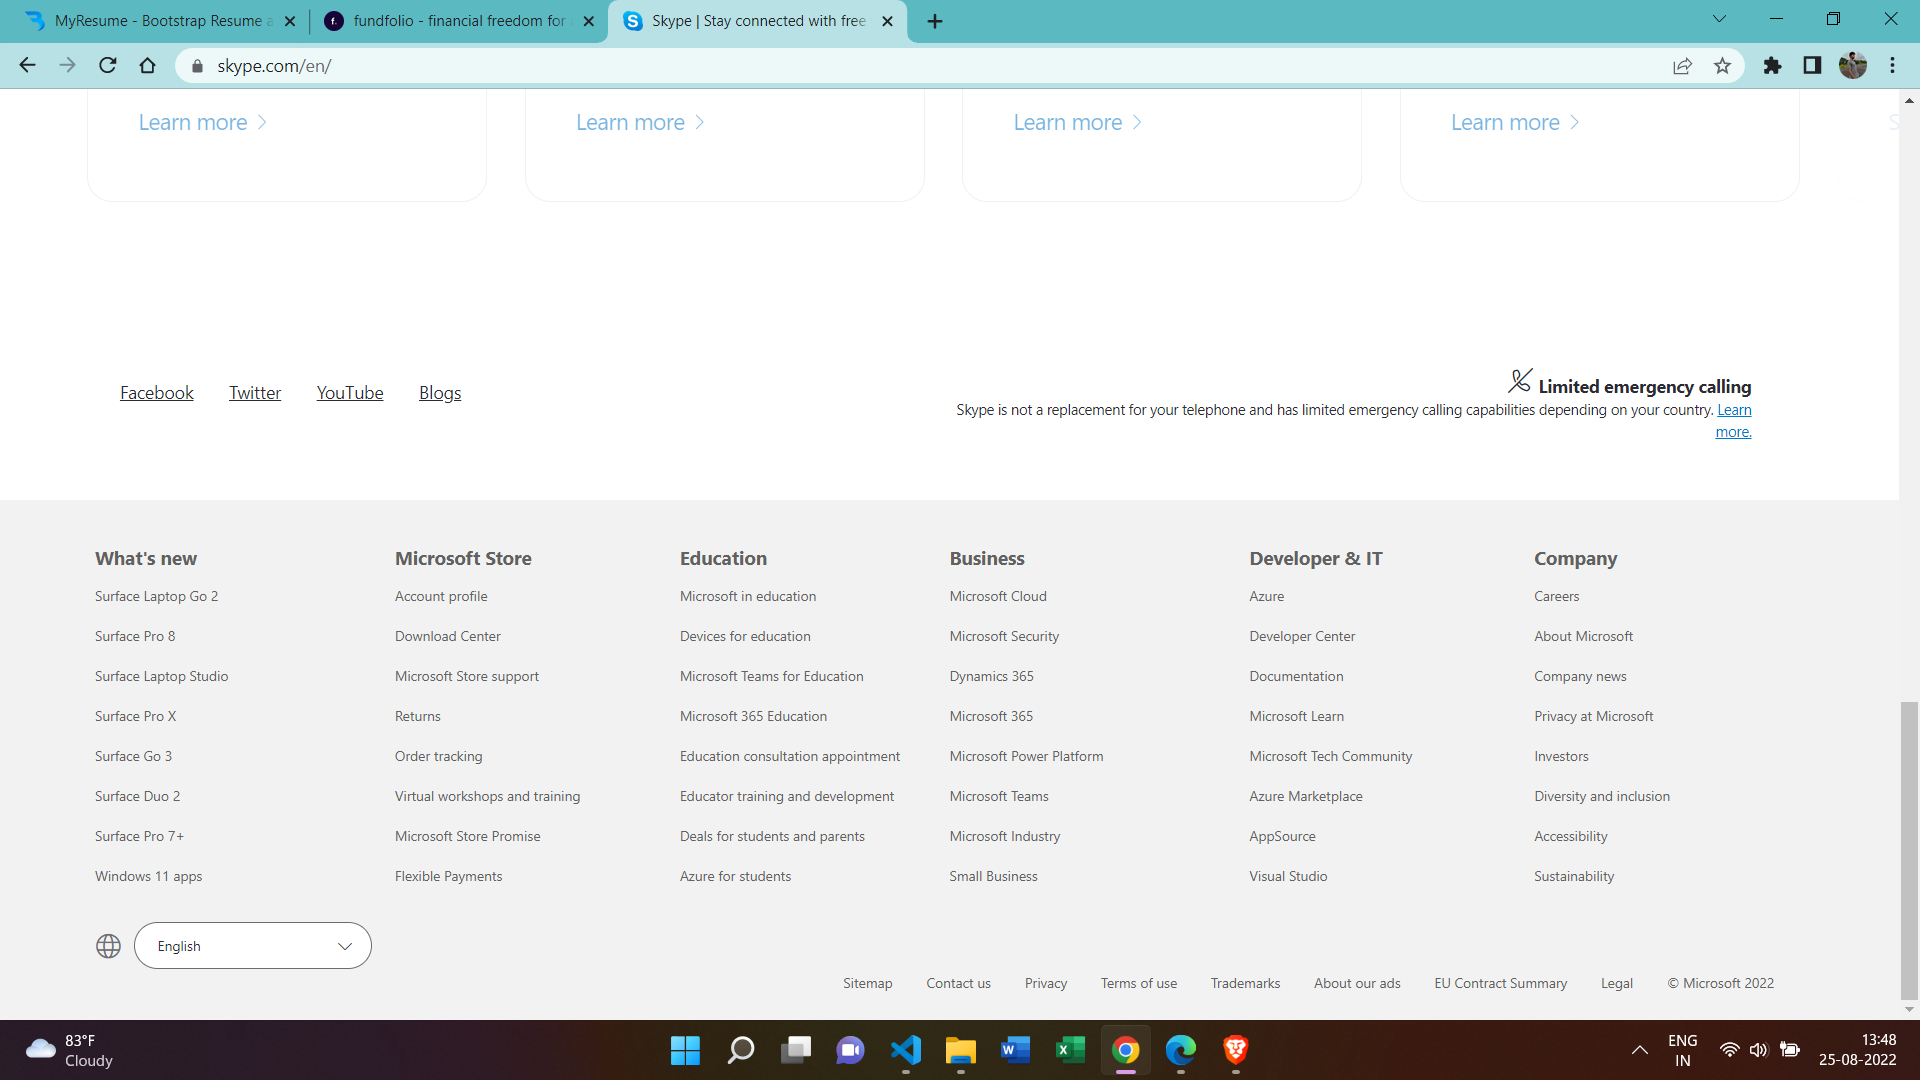 MyResume - Bootstrap Resume a
fundfolio - financial freedom for
Skype | Stay connected with free
skype.com/en/
Learn more
Learn more
Learn more
Learn more
S
Facebook
Twitter
YouTube
Blogs
Limited emergency calling
Skype is not a replacement for your telephone and has limited emergency calling capabilities depending on your country. Learn
more.
What's new
Surface Laptop Go 2
Surface Pro 8
Surface Laptop Studio
Surface Pro X
Surface Go 3
Surface Duo 2
Surface Pro 7+
Windows 11 apps
Microsoft Store
Account profile
Download Center
Microsoft Store support
Returns
Order tracking
Virtual workshops and training
Microsoft Store Promise
Flexible Payments
Education
Microsoft in education
Devices for education
Microsoft Teams for Education
Microsoft 365 Education
Education consultation appointment
Educator training and development
Deals for students and parents
Azure for students
Business
Microsoft Cloud
Microsoft Security
Dynamics 365
Microsoft 365
Microsoft Power Platform
Microsoft Teams
Microsoft Industry
Small Business
Developer & IT
Azure
Developer Center
Documentation
Microsoft Learn
Microsoft Tech Community
Azure Marketplace
AppSource
Visual Studio
Company
Careers
About Microsoft
Company news
Privacy at Microsoft
Investors
Diversity and inclusion
Accessibility
Sustainability
English
Sitemap
Contact us
Privacy
Terms of use
Trademarks
About our ads
EU Contract Summary
Legal
© Microsoft 2022
83°F
Cloudy
ENG
IN
13:48
25-08-2022